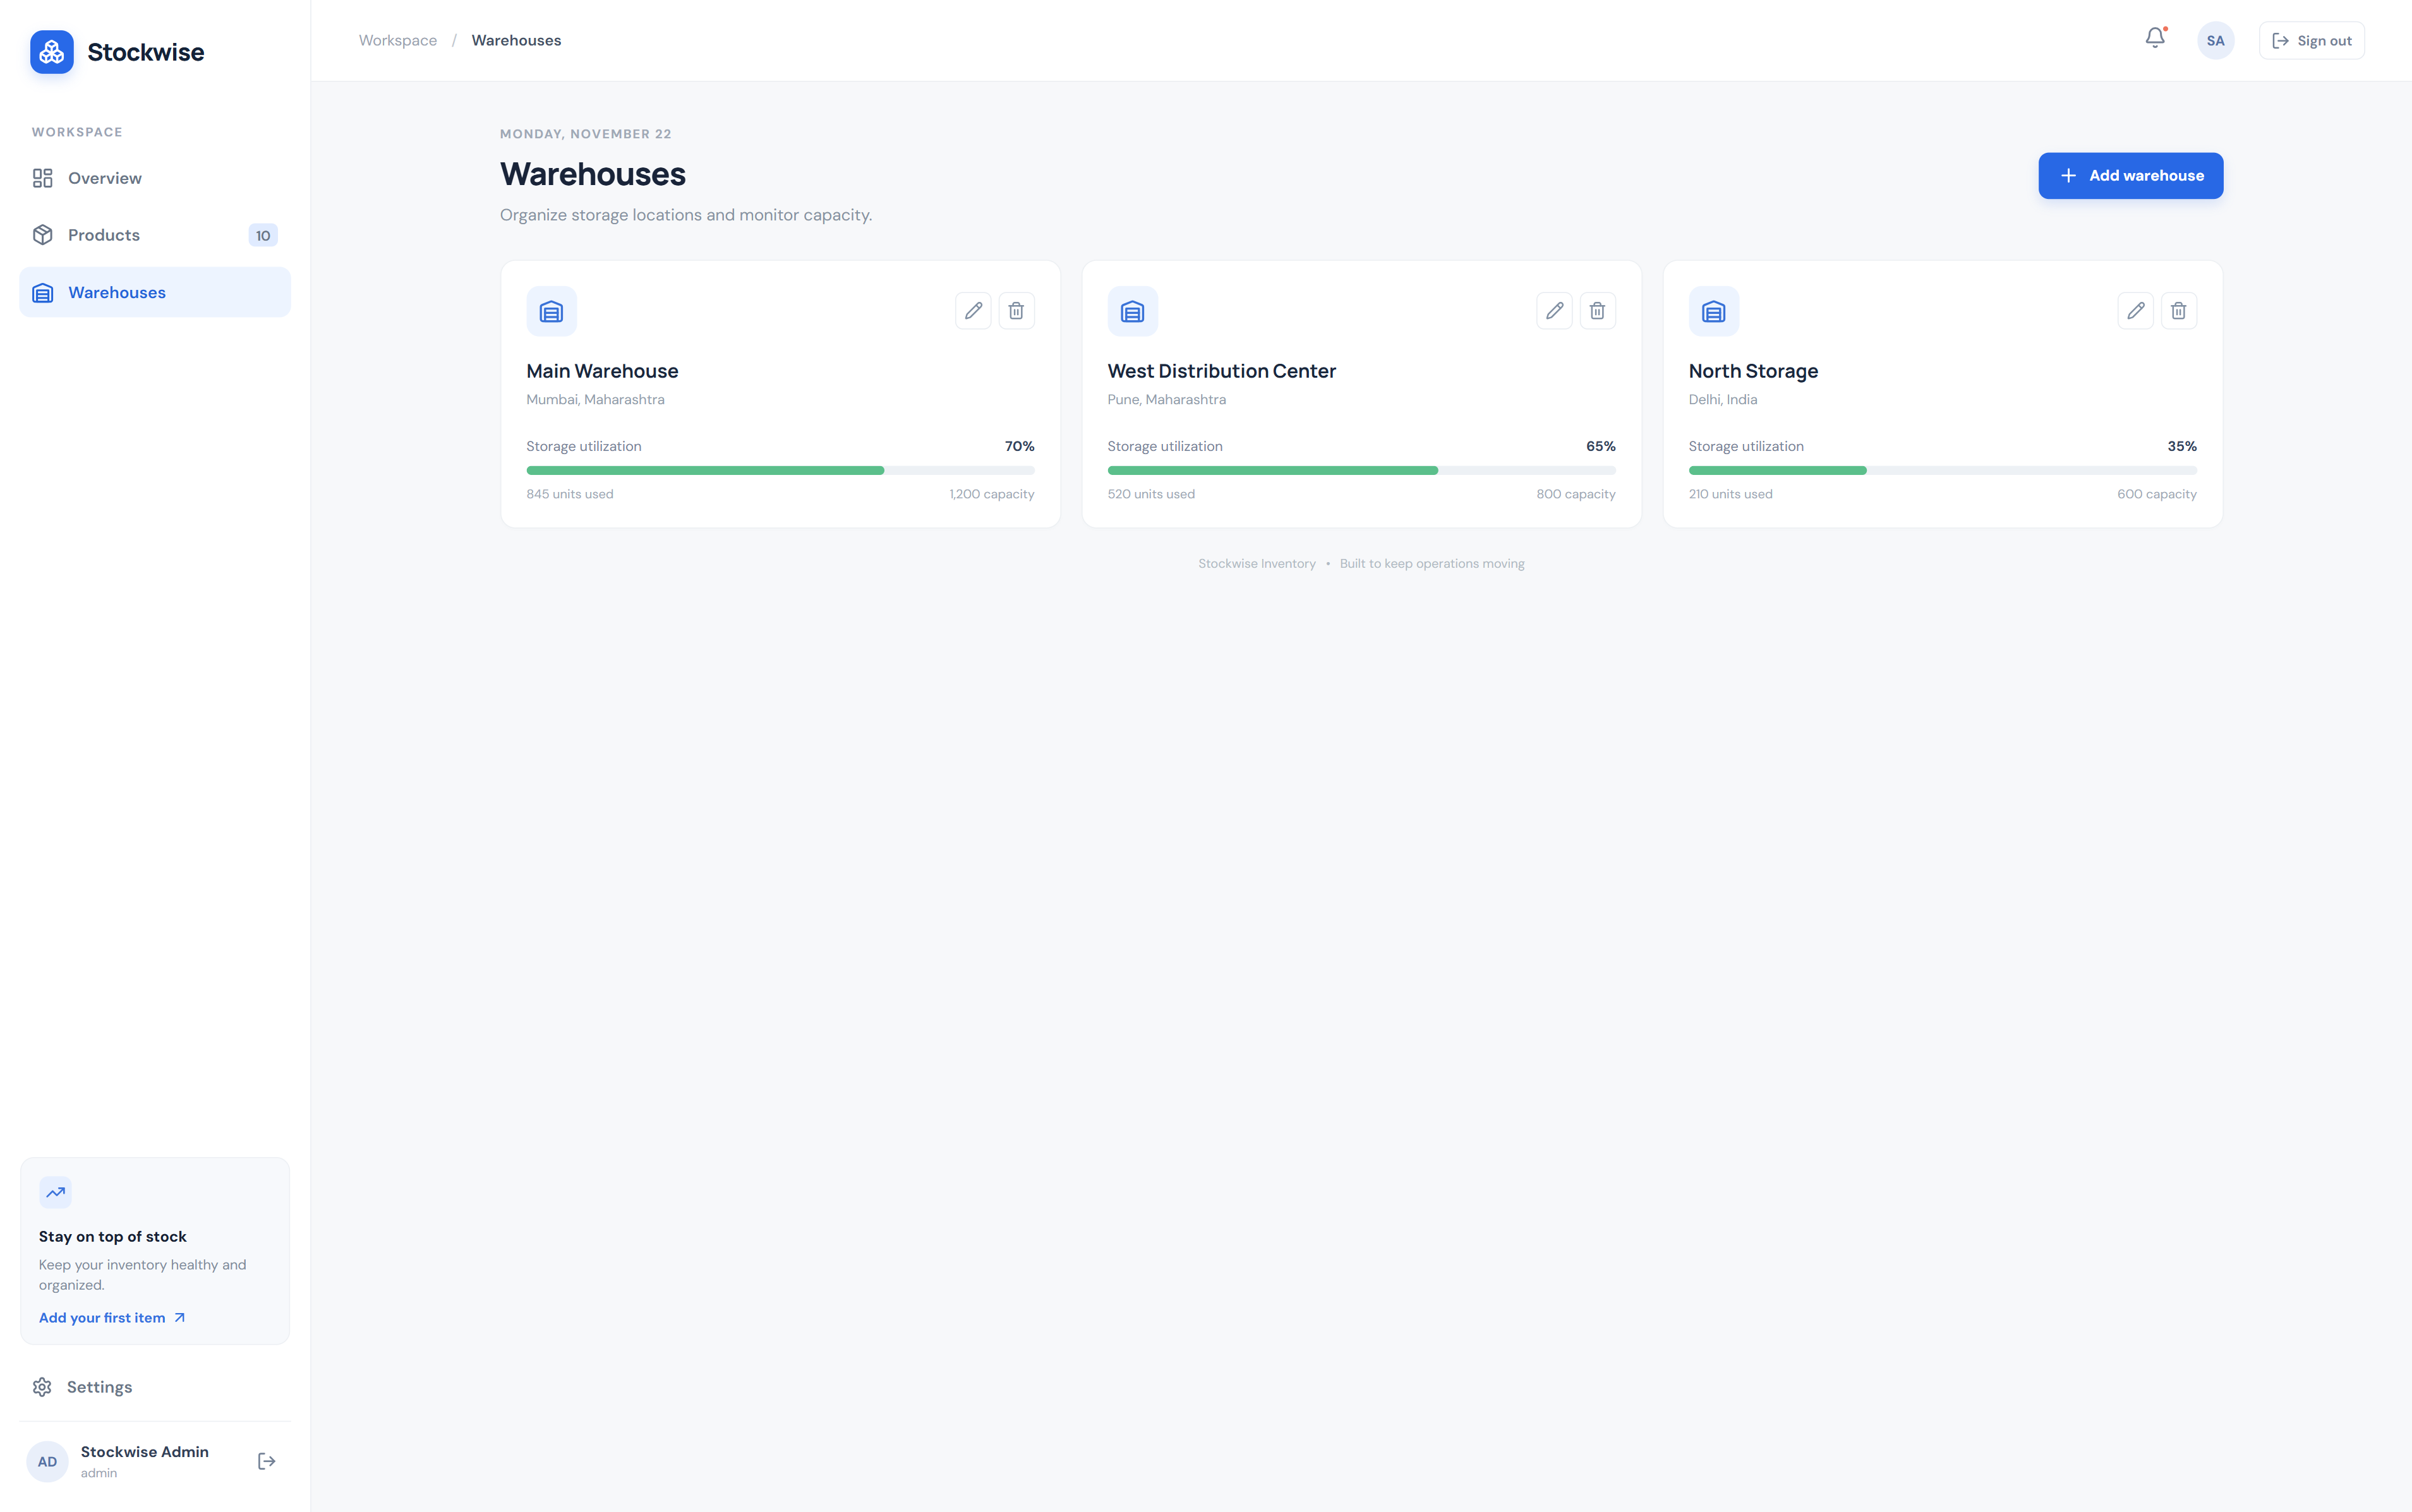 Stockwise
WORKSPACE
Overview
Products 10
Warehouses
Stay on top of stock
Keep your inventory healthy and
organized.
Add your first item
Settings
AD Stockwise Admin
admin
Workspace / Warehouses
SA Sign out
MONDAY, NOVEMBER 22
Warehouses
Organize storage locations and monitor capacity.
Add warehouse
Main Warehouse
Mumbai, Maharashtra
Storage utilization 70%
845 units used 1,200 capacity
West Distribution Center
Pune, Maharashtra
Storage utilization 65%
520 units used 800 capacity
North Storage
Delhi, India
Storage utilization 35%
210 units used 600 capacity
Stockwise Inventory • Built to keep operations moving